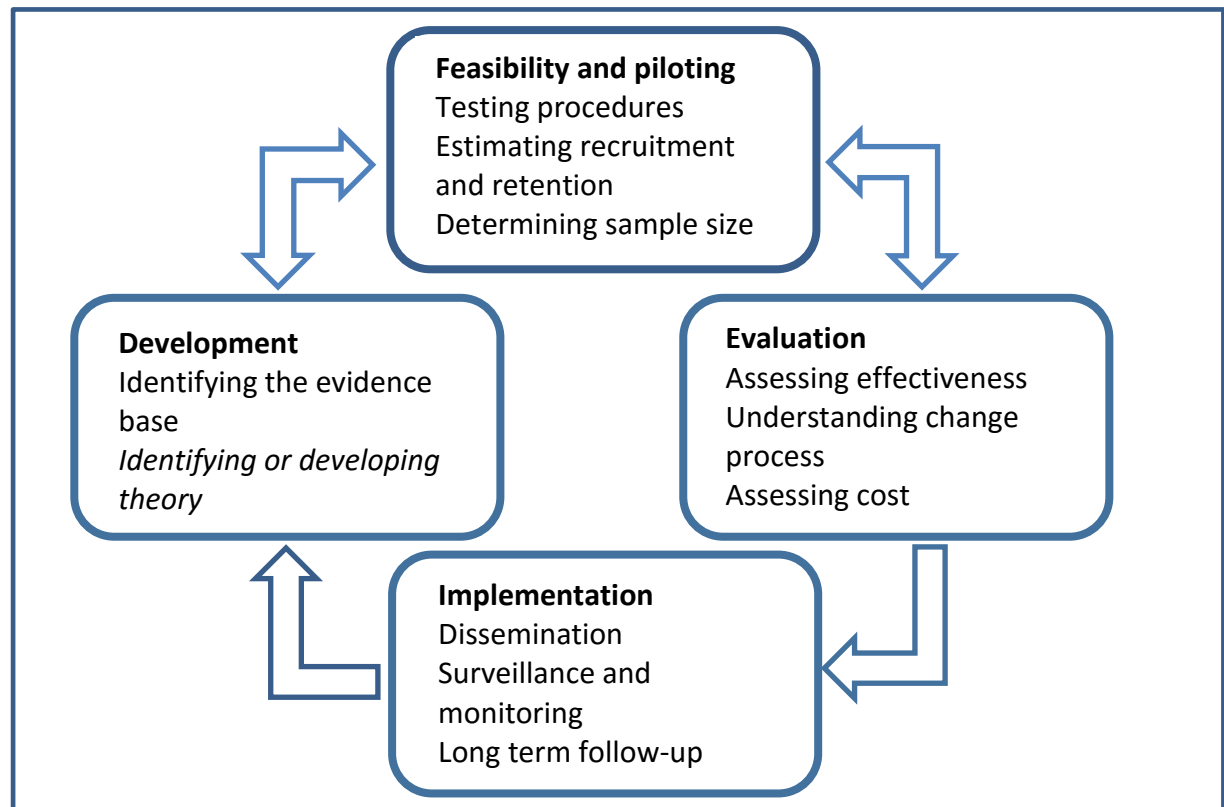 Feasibility and piloting
Testing procedures
Estimating recruitment
and retention
Determining sample size
Development
Identifying the evidence
base
Identifying or developing
theory
Evaluation
Assessing effectiveness
Understanding change
process
Assessing cost
Implementation
Dissemination
Surveillance and
monitoring
Long term follow-up